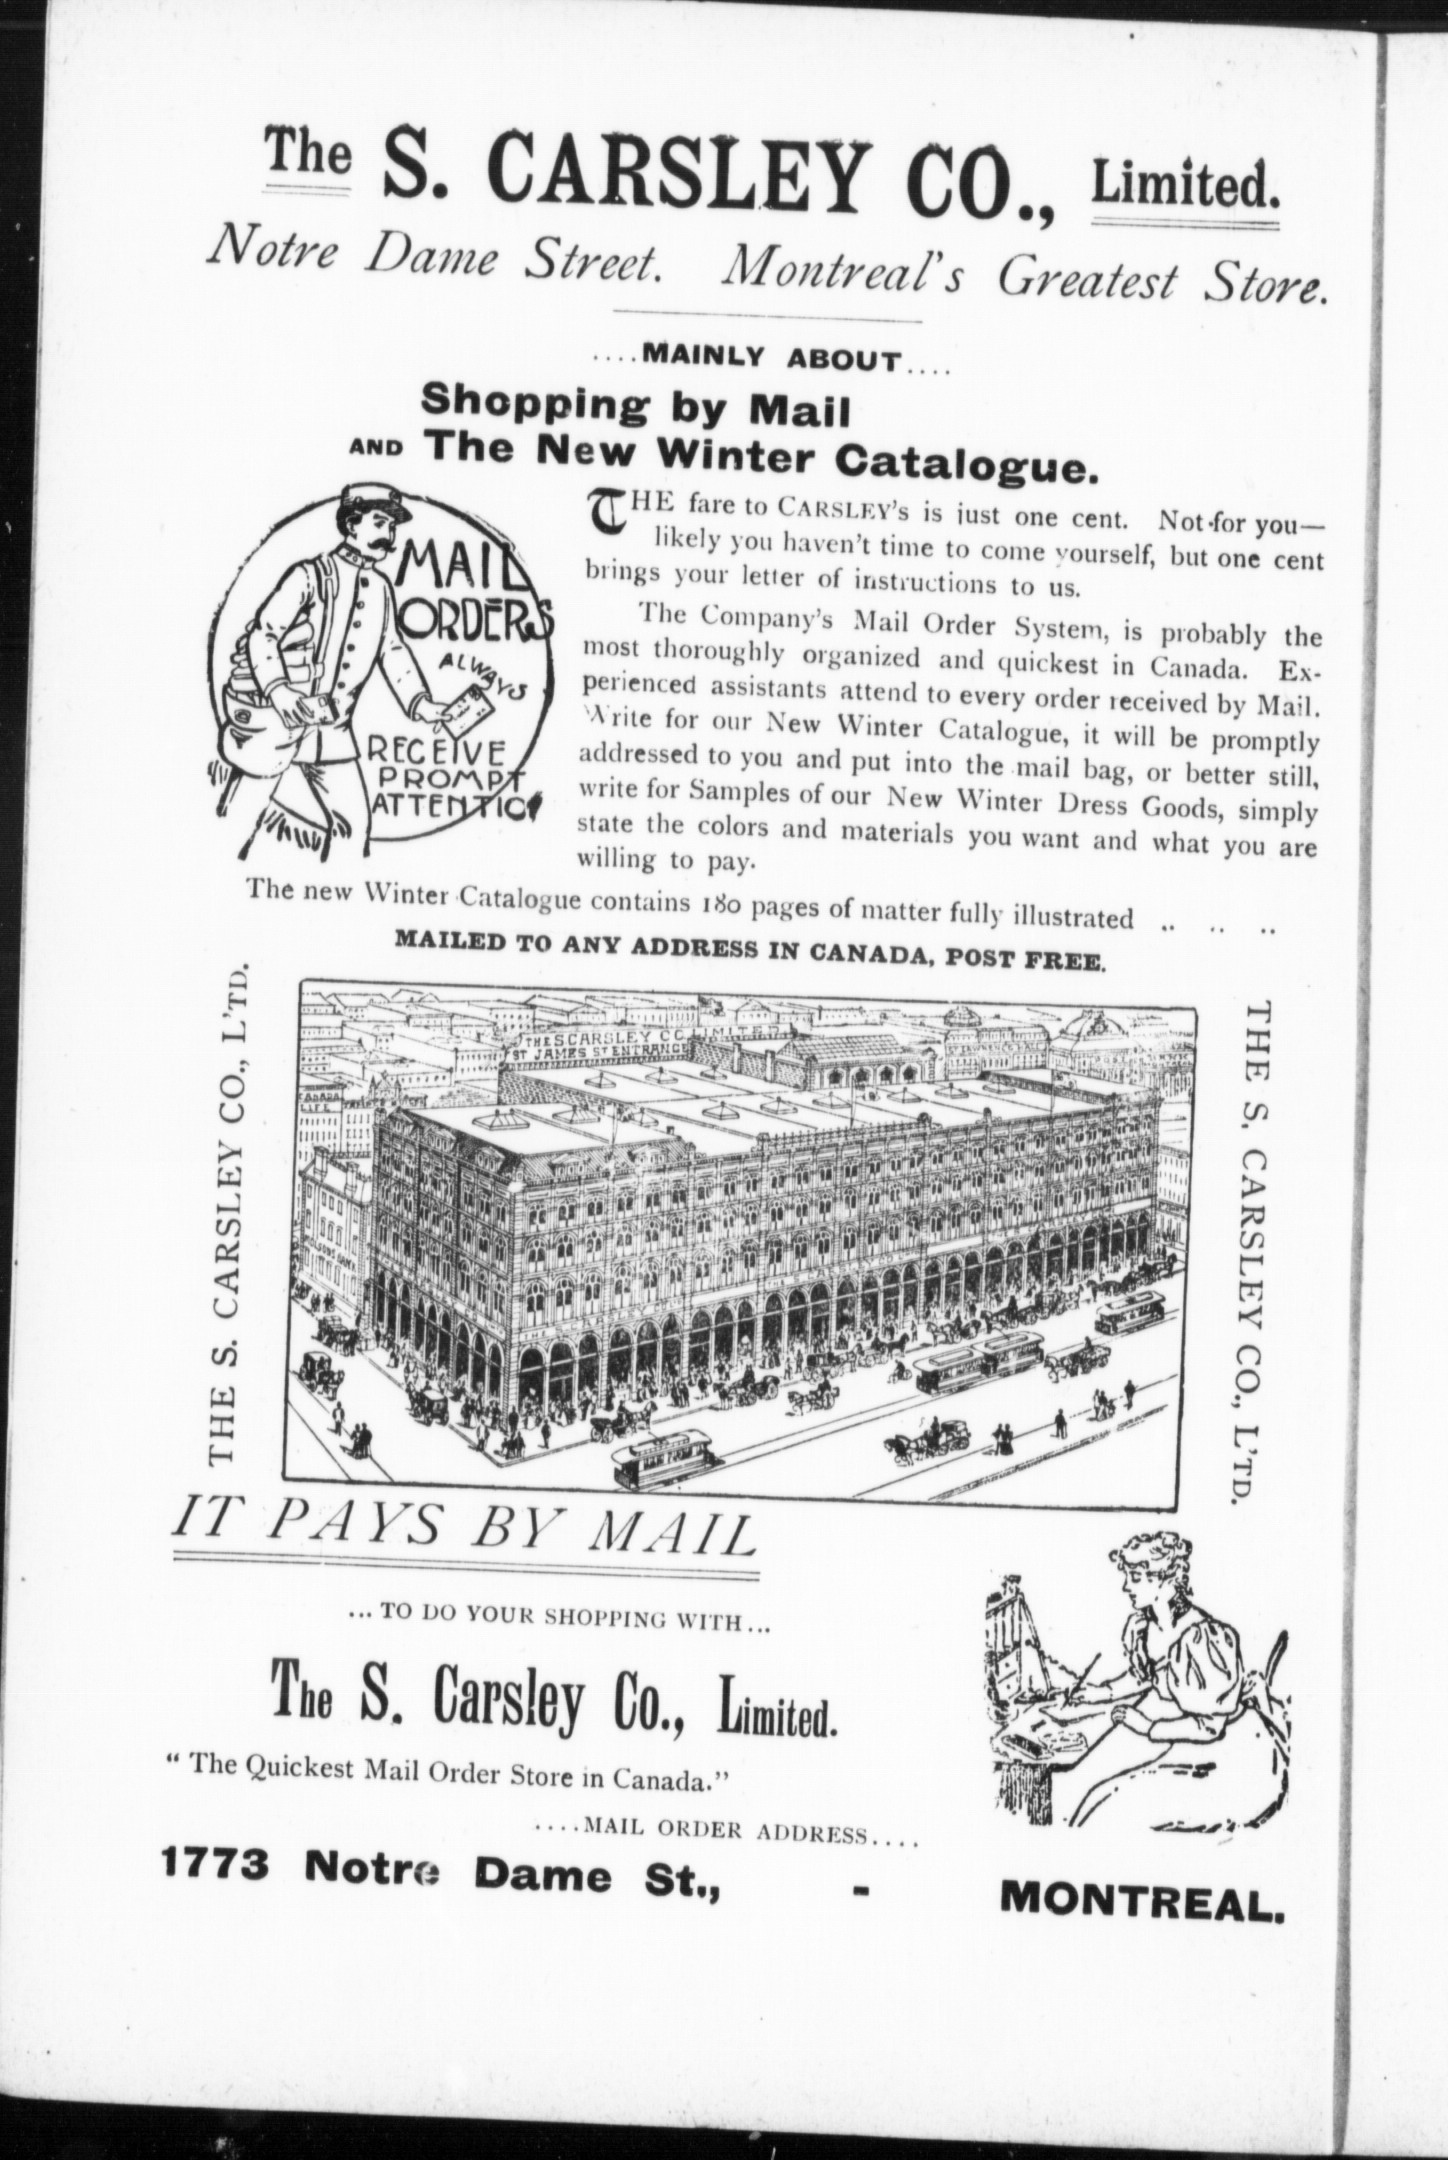 The S. CARSLEY CO., Limited.
Notre Dame Street. Montreal's Greatest Store.
....MAINLY ABOUT....
Shopping by Mail
AND The New Winter Catalogue.
MAIL
ORDERS
ALWAYS
RECEIVE
PROMPT
ATTENTION
THE fare to CARSLEY'S is just one cent. Not for you—
likely you haven't time to come yourself, but one cent
brings your letter of instructions to us.
The Company's Mail Order System, is probably the
most thoroughly organized and quickest in Canada. Ex-
perienced assistants attend to every order received by Mail.
Write for our New Winter Catalogue, it will be promptly
addressed to you and put into the mail bag, or better still,
write for Samples of our New Winter Dress Goods, simply
state the colors and materials you want and what you are
willing to pay.
The new Winter Catalogue contains 180 pages of matter fully illustrated .. .. ..
MAILED TO ANY ADDRESS IN CANADA, POST FREE.
THE S. CARSLEY CO., L'TD.
THE S CARSLEY CO LIMITED
ST JAMES ST ENTRANCE
CANADA
LIFE
MOLSONS BANK
THE S. CARSLEY CO., L'TD.
IT PAYS BY MAIL
...TO DO YOUR SHOPPING WITH...
The S. Carsley Co., Limited.
"The Quickest Mail Order Store in Canada."
....MAIL ORDER ADDRESS....
1773 Notre Dame St., - MONTREAL.